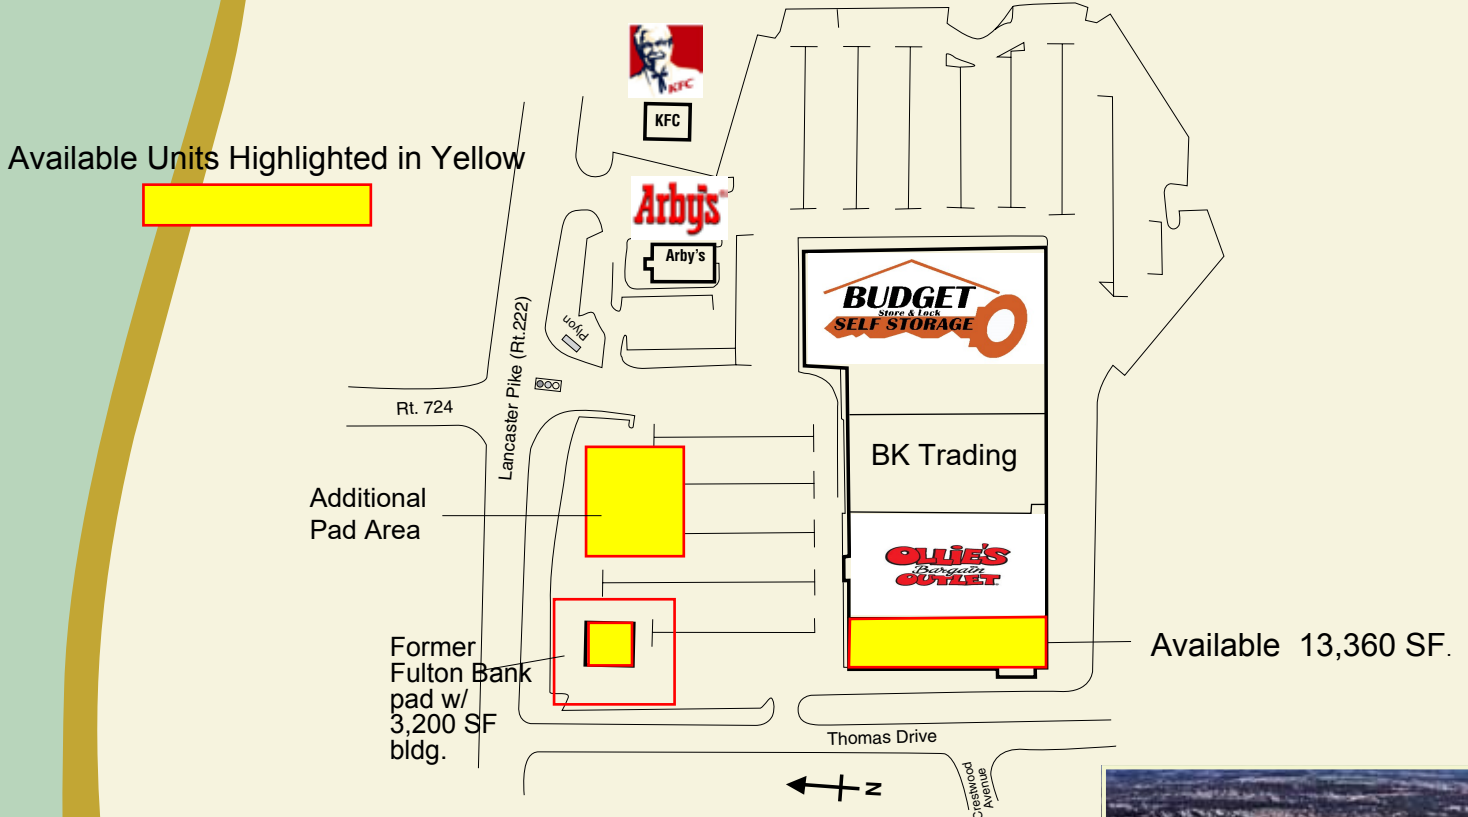 KFC
KFC
Available Units Highlighted in Yellow
Arby's®
Arby's
BUDGET
Store & Lock
SELF STORAGE
Plyon
Lancaster Pike (Rt.222)
Rt. 724
BK Trading
Additional
Pad Area
OLLiE'S
Bargain
OUTLET
Former
Fulton Bank
pad w/
3,200 SF
bldg.
Available 13,360 SF.
Thomas Drive
Crestwood
Avenue
N